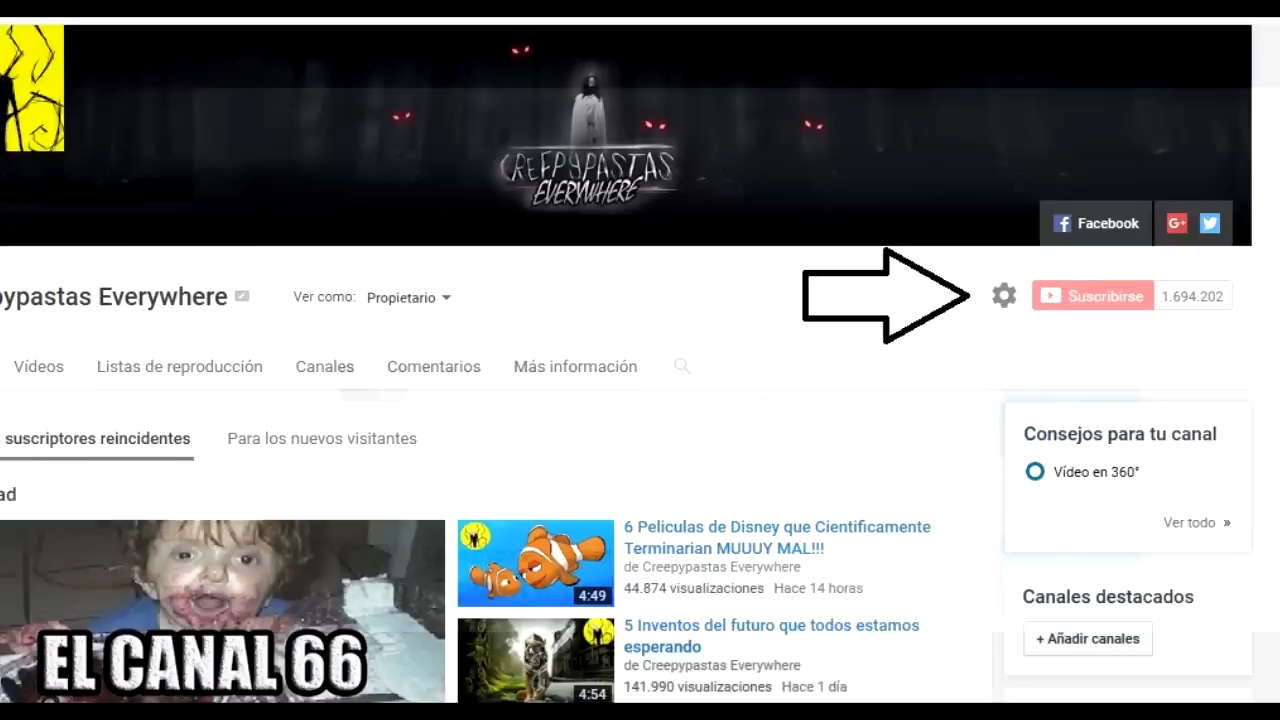 CREEPYPASTAS
EVERYWHERE
Facebook
G+
Everywhere
Ver como: Propietario
Suscribirse 1.694.202
Vídeos Listas de reproducción Canales Comentarios Más información
suscriptores reincidentes Para los nuevos visitantes
Consejos para tu canal
Vídeo en 360°
Ver todo »
ad
6 Peliculas de Disney que Cientificamente
Terminarian MUUUY MAL!!!
de Creepypastas Everywhere
44.874 visualizaciones Hace 14 horas
4:49
Canales destacados
+ Añadir canales
5 Inventos del futuro que todos estamos
esperando
de Creepypastas Everywhere
141.990 visualizaciones Hace 1 día
4:54
EL CANAL 66